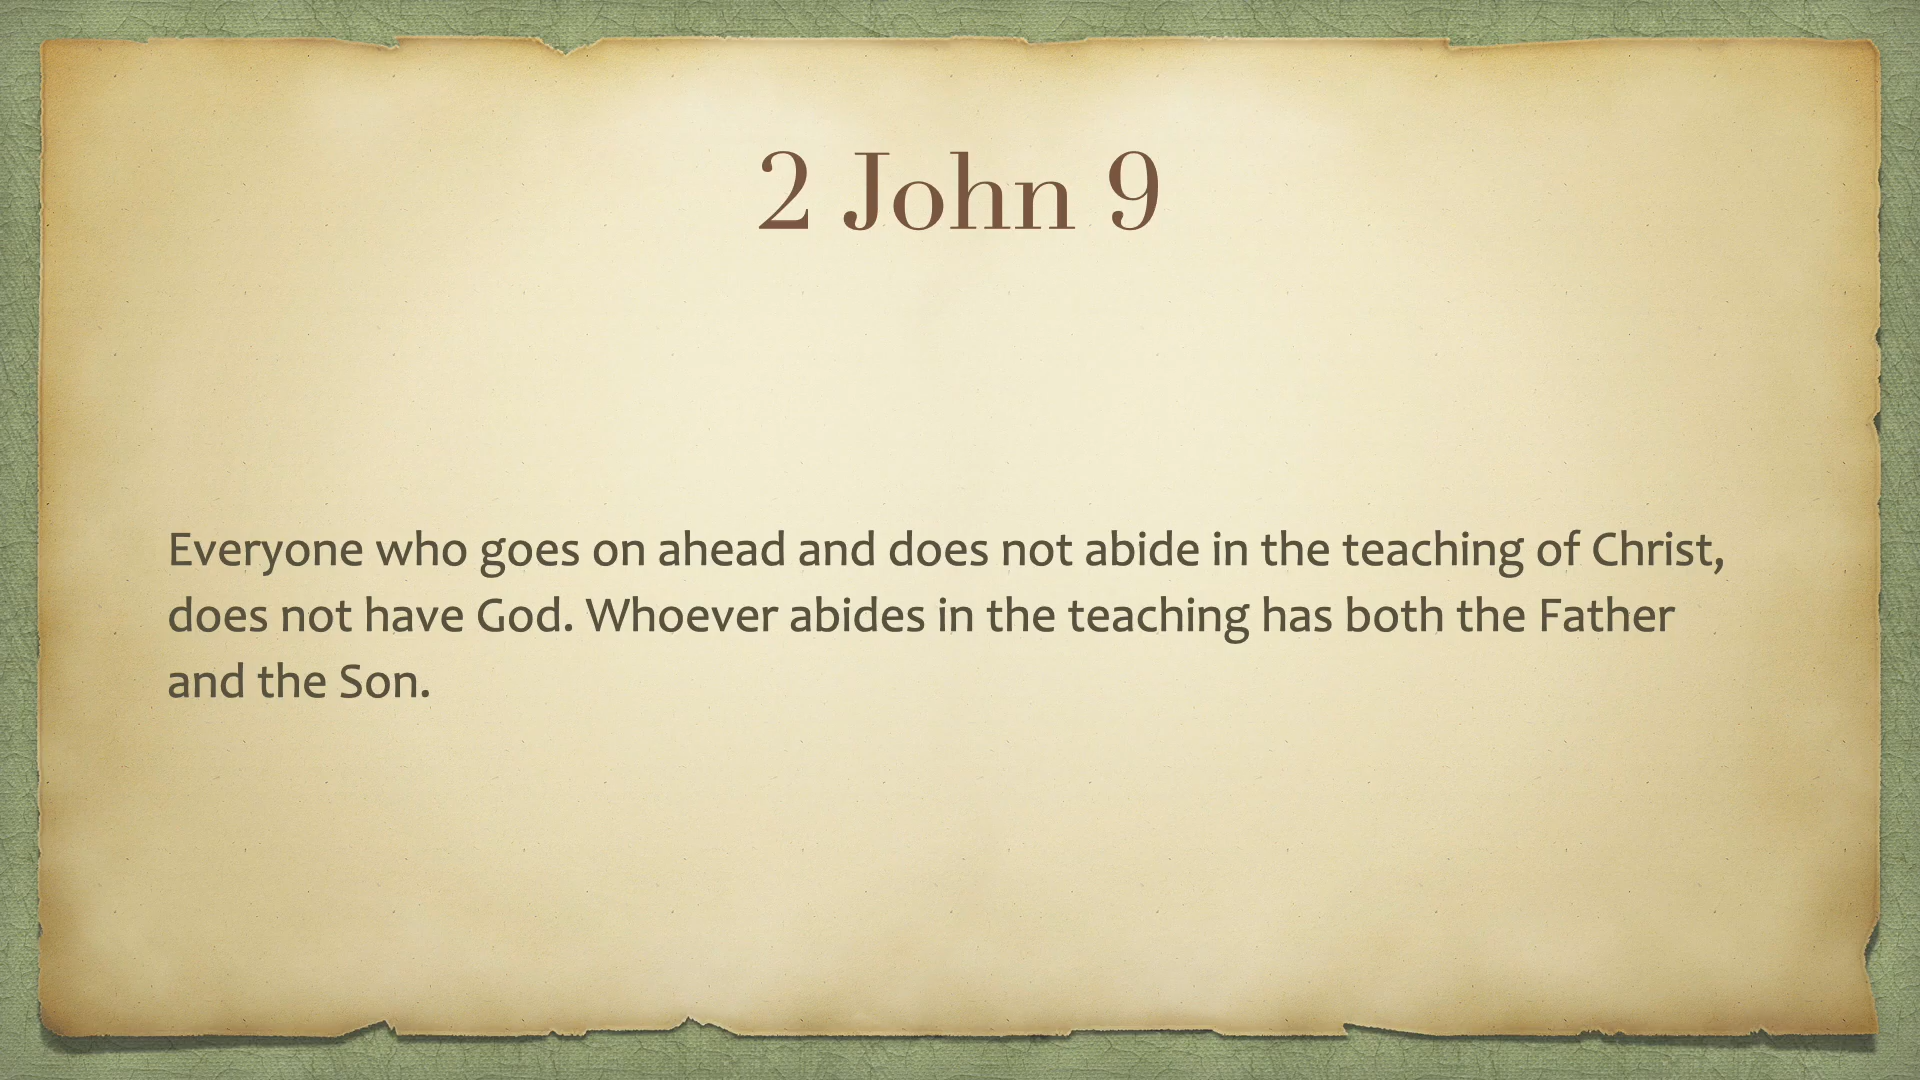 2 John 9
Everyone who goes on ahead and does not abide in the teaching of Christ,
does not have God. Whoever abides in the teaching has both the Father
and the Son.